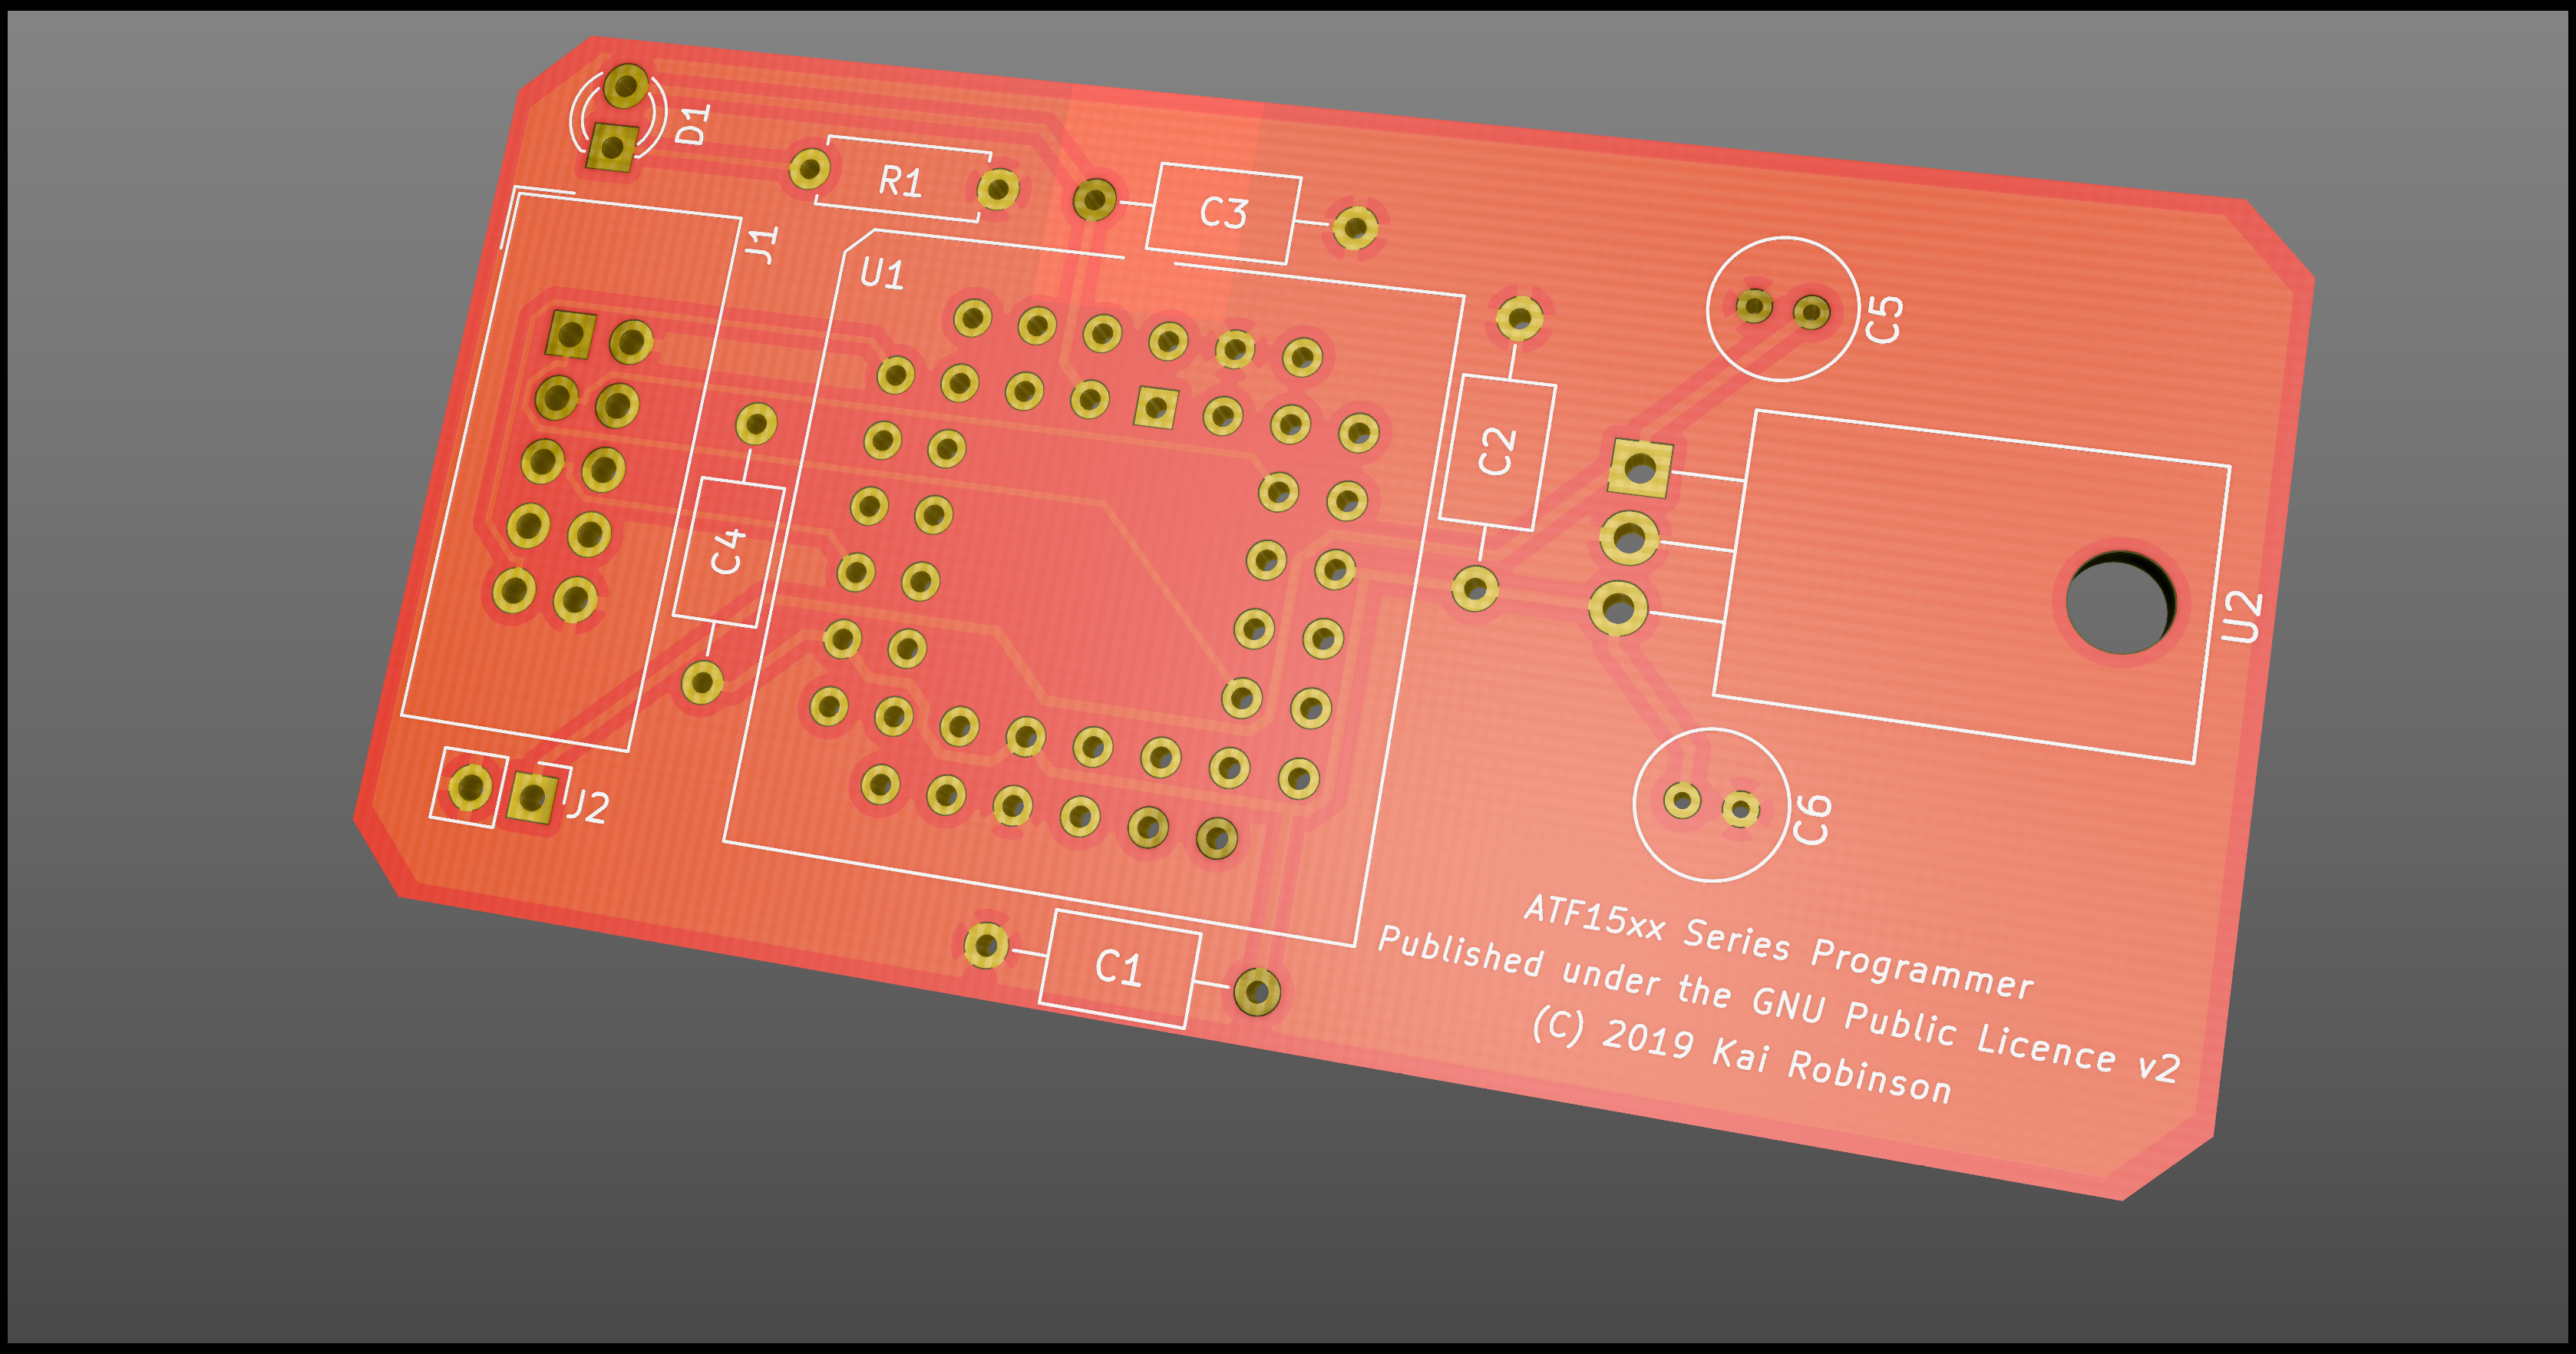 D1
R1
C3
J1
U1
C5
C2
C4
U2
J2
C6
C1
ATF15xx Series Programmer
Published under the GNU Public Licence v2
(C) 2019 Kai Robinson